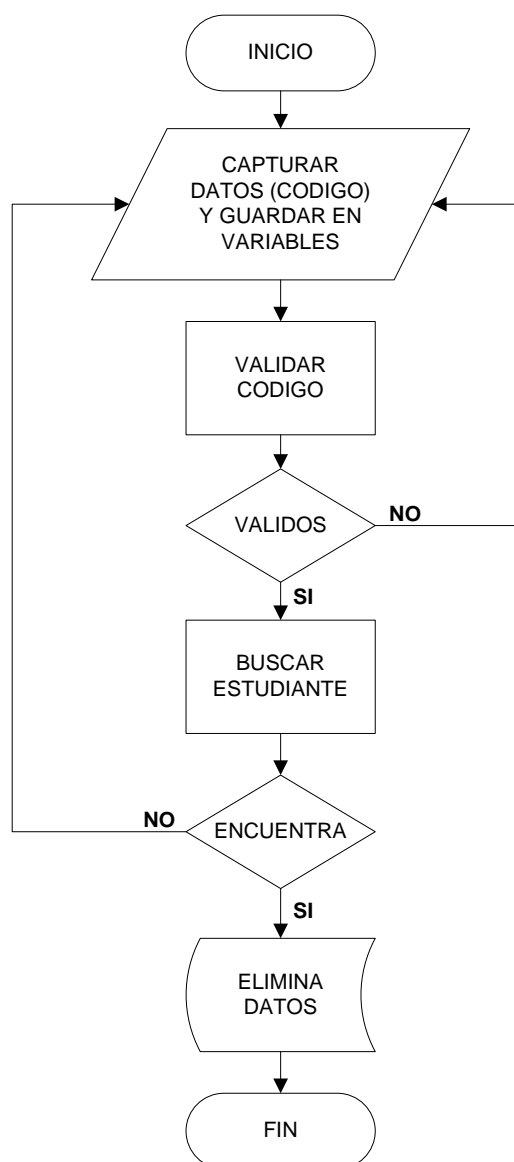 INICIO
CAPTURAR
DATOS (CODIGO)
Y GUARDAR EN
VARIABLES
VALIDAR
CODIGO
VALIDOS
NO
SI
BUSCAR
ESTUDIANTE
NO
ENCUENTRA
SI
ELIMINA
DATOS
FIN